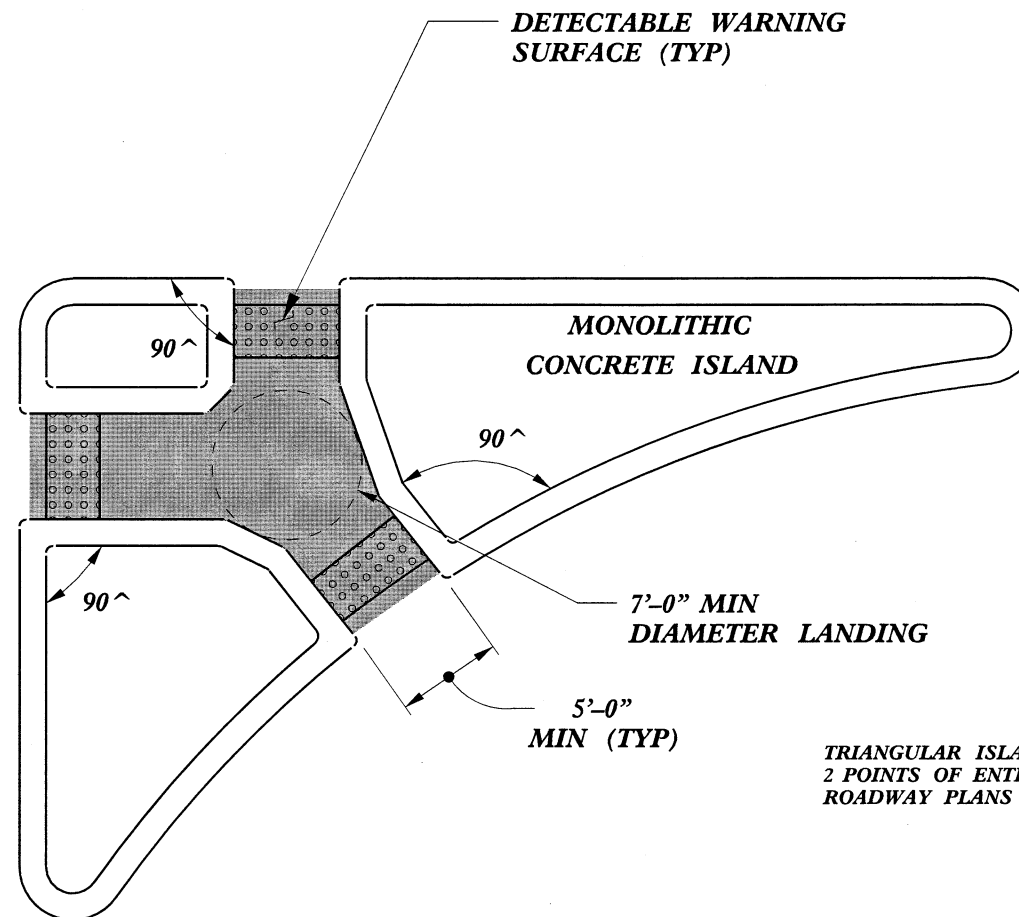 DETECTABLE WARNING
SURFACE (TYP)
90^
MONOLITHIC
CONCRETE ISLAND
90^
90^
7'–0" MIN
DIAMETER LANDING
5'–0"
MIN (TYP)
TRIANGULAR
2 POINTS OF
ROADWAY PLANS